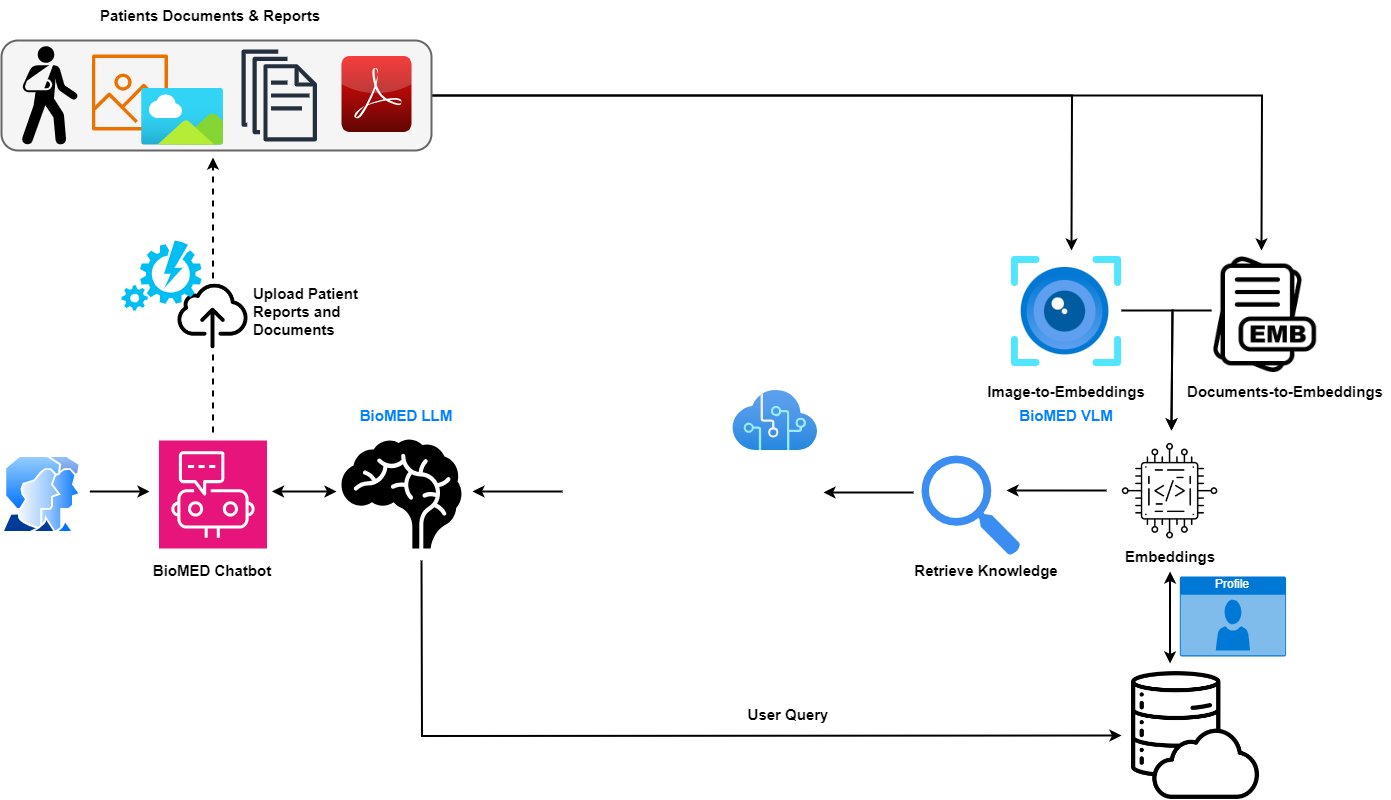 Patients Documents & Reports
Upload Patient
Reports and
Documents
EMB
Image-to-Embeddings
BioMED VLM
Documents-to-Embeddings
BioMED LLM
</>
BioMED Chatbot
Retrieve Knowledge
Embeddings
Profile
User Query